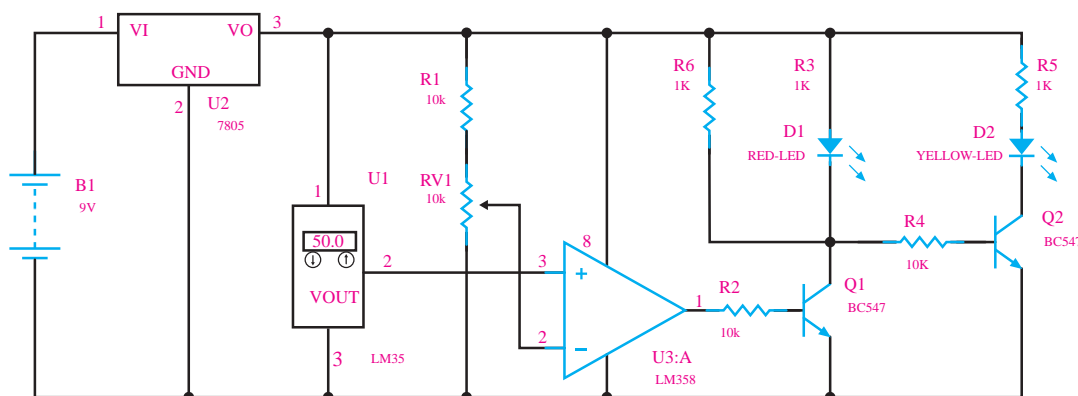 1
VI
VO
3
GND
2
U2
7805
B1
9V
U1
1
50.0
VOUT
2
3
LM35
R1
10k
RV1
10k
8
3
+
2
−
1
U3:A
LM358
R2
10k
R6
1K
R3
1K
D1
RED-LED
Q1
BC547
R4
10K
R5
1K
D2
YELLOW-LED
Q2
BC547